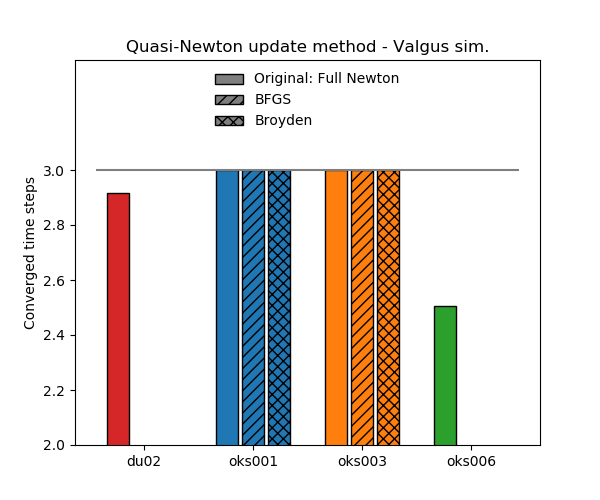 Quasi-Newton update method - Valgus sim.
Original: Full Newton
BFGS
Broyden
Converged time steps
3.0
2.8
2.6
2.4
2.2
2.0
du02 oks001 oks003 oks006